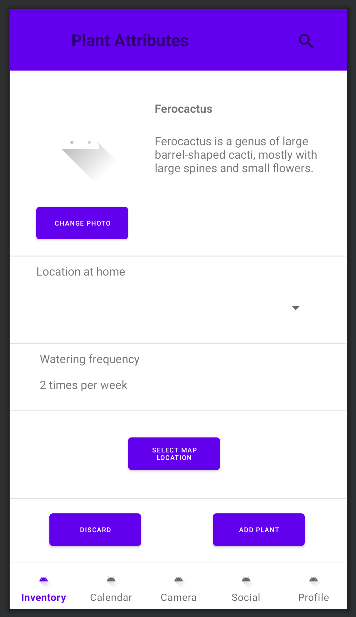 Plant Attributes
Ferocactus
Ferocactus is a genus of large
barrel-shaped cacti, mostly with
large spines and small flowers.
CHANGE PHOTO
Location at home
Watering frequency
2 times per week
SELECT MAP
LOCATION
DISCARD
ADD PLANT
Inventory
Calendar
Camera
Social
Profile